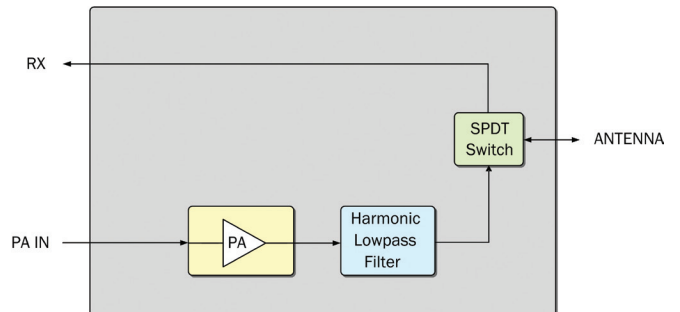 RX
SPDT
Switch
ANTENNA
Harmonic
Lowpass
Filter
PA IN
PA